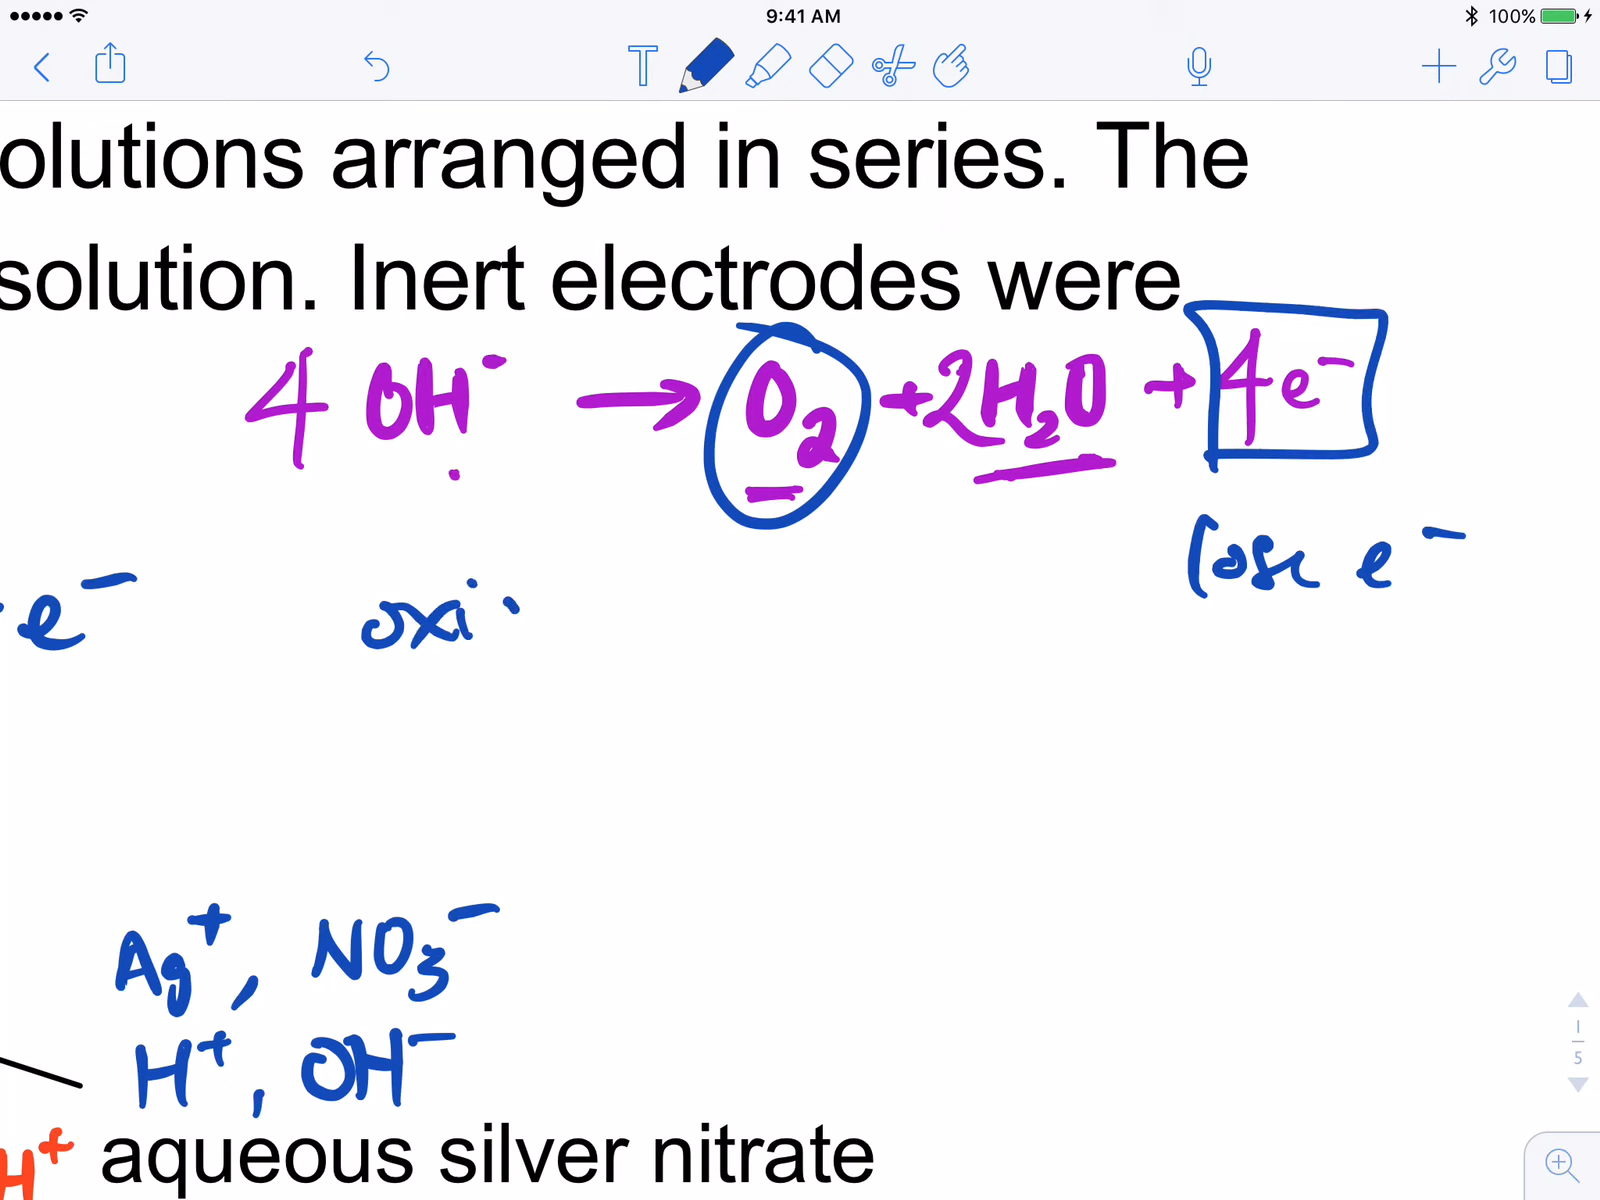 9:41 AM
100%
T
olutions arranged in series. The
solution. Inert electrodes were
4 OH⁻ → O₂ + 2H₂O + 4e⁻
lose e⁻
e⁻ oxi
Ag⁺, NO₃⁻
H⁺, OH⁻
H⁺ aqueous silver nitrate
1
5